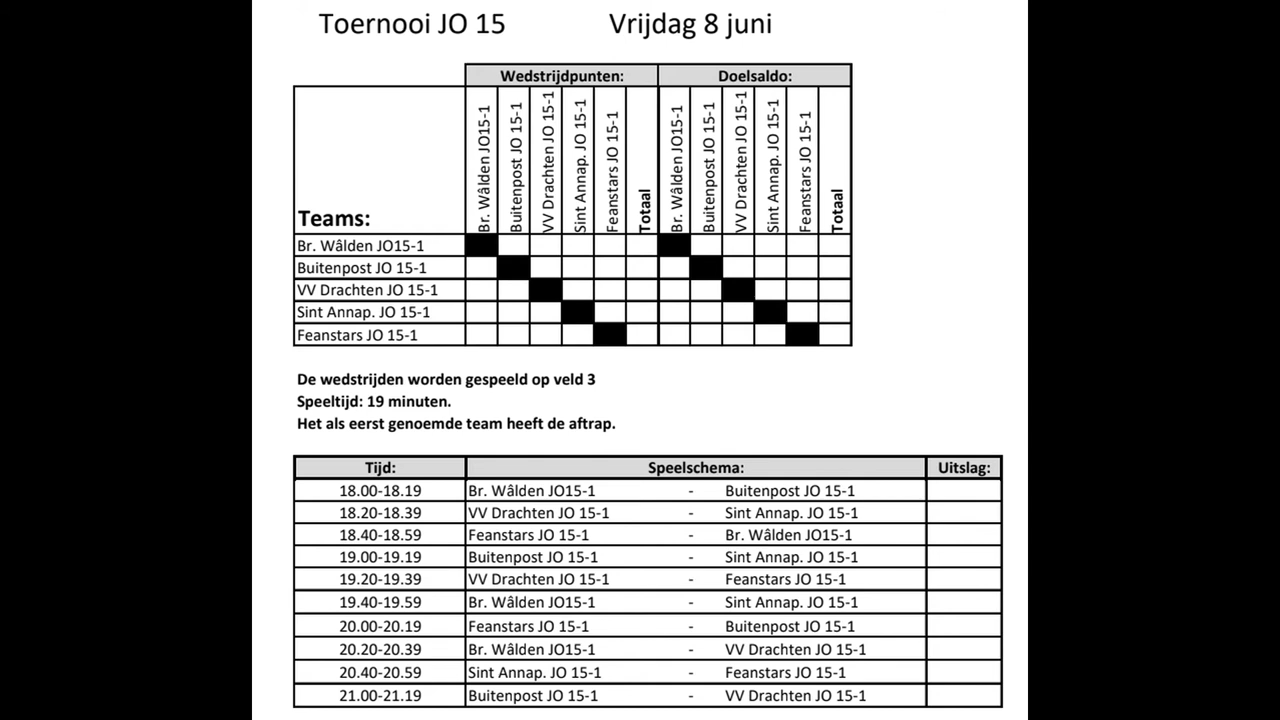 Toernooi JO 15 Vrijdag 8 juni
Wedstrijdpunten: Doelsaldo:
Teams: Br. Wâlden JO15-1 Buitenpost JO 15-1 VV Drachten JO 15-1 Sint Annap. JO 15-1 Feanstars JO 15-1 Totaal Br. Wâlden JO15-1 Buitenpost JO 15-1 VV Drachten JO 15-1 Sint Annap. JO 15-1 Feanstars JO 15-1 Totaal
Br. Wâlden JO15-1
Buitenpost JO 15-1
VV Drachten JO 15-1
Sint Annap. JO 15-1
Feanstars JO 15-1
De wedstrijden worden gespeeld op veld 3
Speeltijd: 19 minuten.
Het als eerst genoemde team heeft de aftrap.
Tijd: Speelschema: Uitslag:
18.00-18.19 Br. Wâlden JO15-1 - Buitenpost JO 15-1
18.20-18.39 VV Drachten JO 15-1 - Sint Annap. JO 15-1
18.40-18.59 Feanstars JO 15-1 - Br. Wâlden JO15-1
19.00-19.19 Buitenpost JO 15-1 - Sint Annap. JO 15-1
19.20-19.39 VV Drachten JO 15-1 - Feanstars JO 15-1
19.40-19.59 Br. Wâlden JO15-1 - Sint Annap. JO 15-1
20.00-20.19 Feanstars JO 15-1 - Buitenpost JO 15-1
20.20-20.39 Br. Wâlden JO15-1 - VV Drachten JO 15-1
20.40-20.59 Sint Annap. JO 15-1 - Feanstars JO 15-1
21.00-21.19 Buitenpost JO 15-1 - VV Drachten JO 15-1